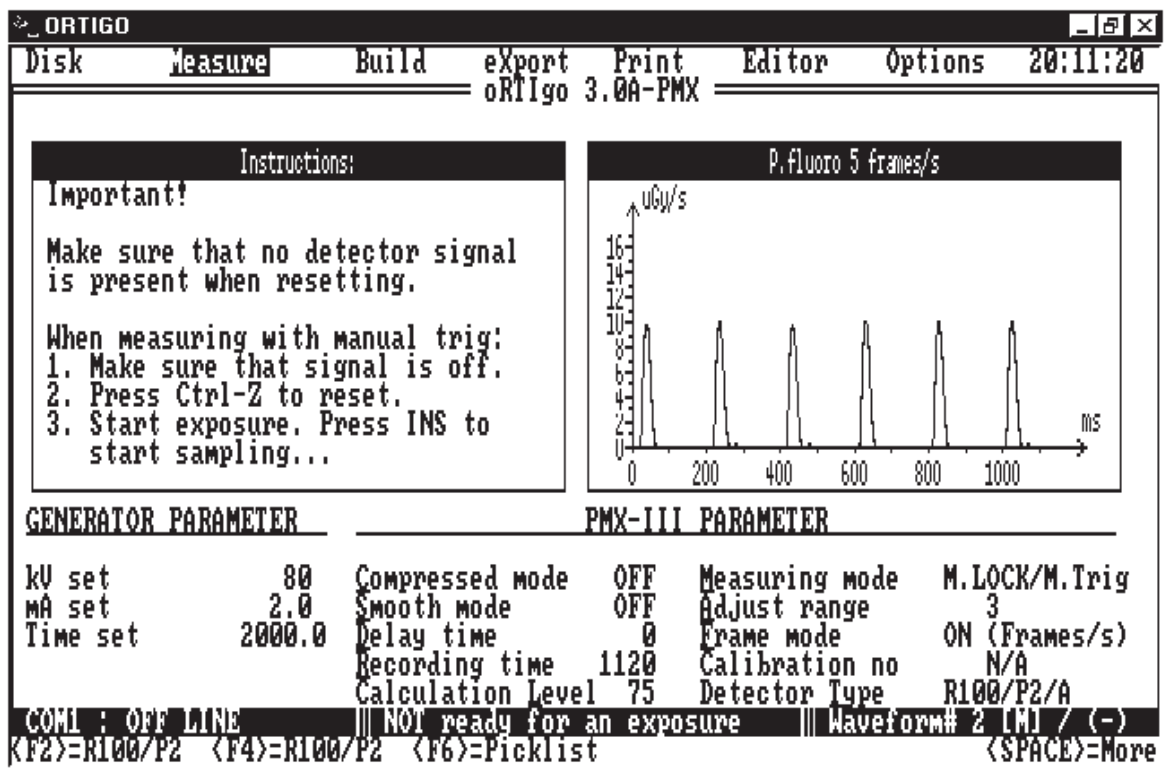 ORTIGO
Disk Measure Build eXport Print Editor Options 20:11:20
oRTIgo 3.0A-PMX
Instructions:
Important!
Make sure that no detector signal
is present when resetting.
When measuring with manual trig:
1. Make sure that signal is off.
2. Press Ctrl-Z to reset.
3. Start exposure. Press INS to
start sampling...
P.fluoro 5 frames/s
uGy/s
16
14
12
10
8
6
4
2
0
ms
0 200 400 600 800 1000
GENERATOR PARAMETER PMX-III PARAMETER
kV set 80 Compressed mode OFF Measuring mode M.LOCK/M.Trig
mA set 2.0 Smooth mode OFF Adjust range 3
Time set 2000.0 Delay time 0 Frame mode ON (Frames/s)
Recording time 1120 Calibration no N/A
Calculation Level 75 Detector Type R100/P2/A
COM1 : OFF LINE ||| NOT ready for an exposure ||| Waveform# 2 [M] / (-)
<F2>=R100/P2 <F4>=R100/P2 <F6>=Picklist <SPACE>=More